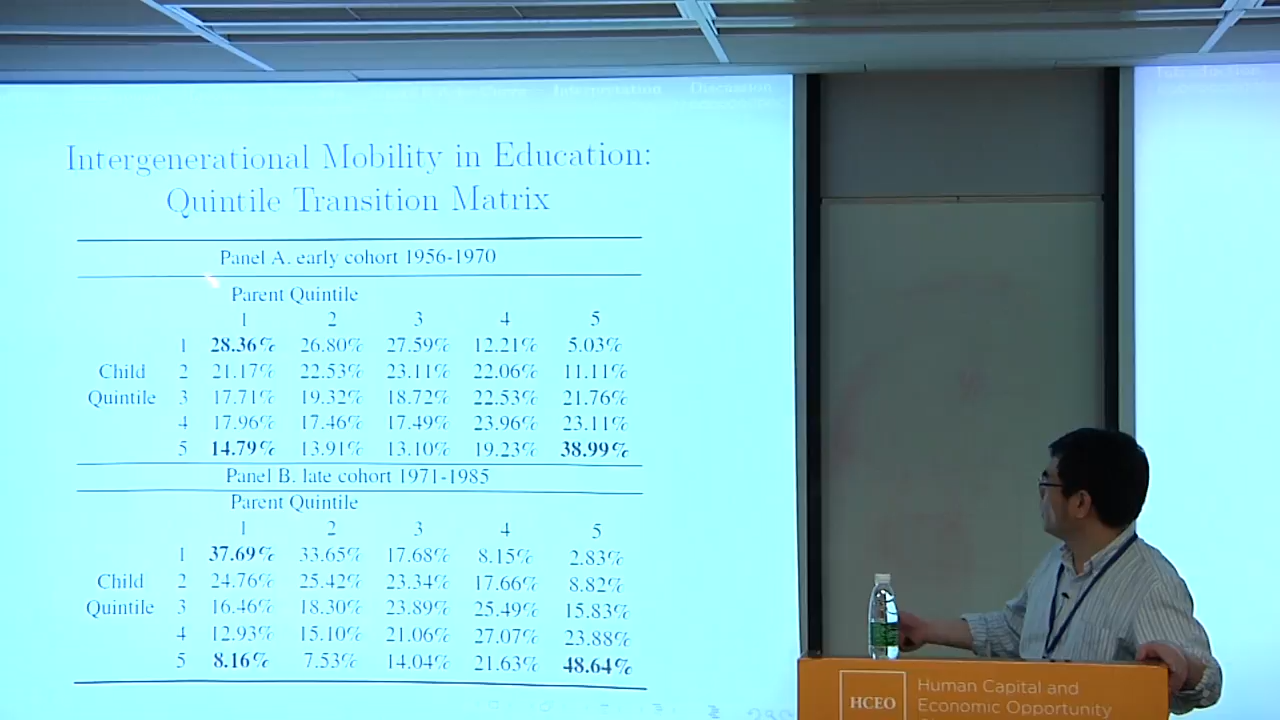 Interpretation Discussion
Intergenerational Mobility in Education:
Quintile Transition Matrix
Panel A. early cohort 1956-1970
Parent Quintile
1 2 3 4 5
1 28.36% 26.80% 27.59% 12.21% 5.03%
Child 2 21.17% 22.53% 23.11% 22.06% 11.11%
Quintile 3 17.71% 19.32% 18.72% 22.53% 21.76%
4 17.96% 17.46% 17.49% 23.96% 23.11%
5 14.79% 13.91% 13.10% 19.23% 38.99%
Panel B. late cohort 1971-1985
Parent Quintile
1 2 3 4 5
1 37.69% 33.65% 17.68% 8.15% 2.83%
Child 2 24.76% 25.42% 23.34% 17.66% 8.82%
Quintile 3 16.46% 18.30% 23.89% 25.49% 15.83%
4 12.93% 15.10% 21.06% 27.07% 23.88%
5 8.16% 7.53% 14.04% 21.63% 48.64%
HCEO
Human Capital and
Economic Opportunity